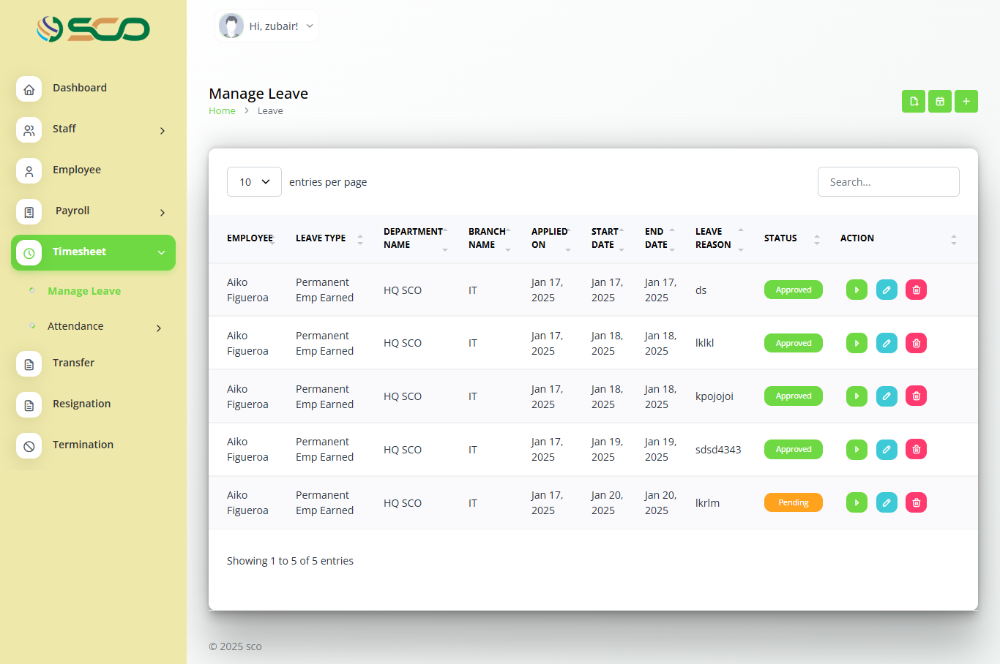 SCO
Hi, zubair!
Dashboard
Staff
Employee
Payroll
Timesheet
Manage Leave
Attendance
Transfer
Resignation
Termination
Manage Leave
Home > Leave
10 entries per page
Search...
EMPLOYEE LEAVE TYPE DEPARTMENT NAME BRANCH NAME APPLIED ON START DATE END DATE LEAVE REASON STATUS ACTION
Aiko Figueroa Permanent Emp Earned HQ SCO IT Jan 17, 2025 Jan 17, 2025 Jan 17, 2025 ds Approved
Aiko Figueroa Permanent Emp Earned HQ SCO IT Jan 17, 2025 Jan 18, 2025 Jan 18, 2025 lklkl Approved
Aiko Figueroa Permanent Emp Earned HQ SCO IT Jan 17, 2025 Jan 18, 2025 Jan 18, 2025 kpojojoi Approved
Aiko Figueroa Permanent Emp Earned HQ SCO IT Jan 17, 2025 Jan 19, 2025 Jan 19, 2025 sdsd4343 Approved
Aiko Figueroa Permanent Emp Earned HQ SCO IT Jan 17, 2025 Jan 20, 2025 Jan 20, 2025 lkrlm Pending
Showing 1 to 5 of 5 entries
© 2025 sco